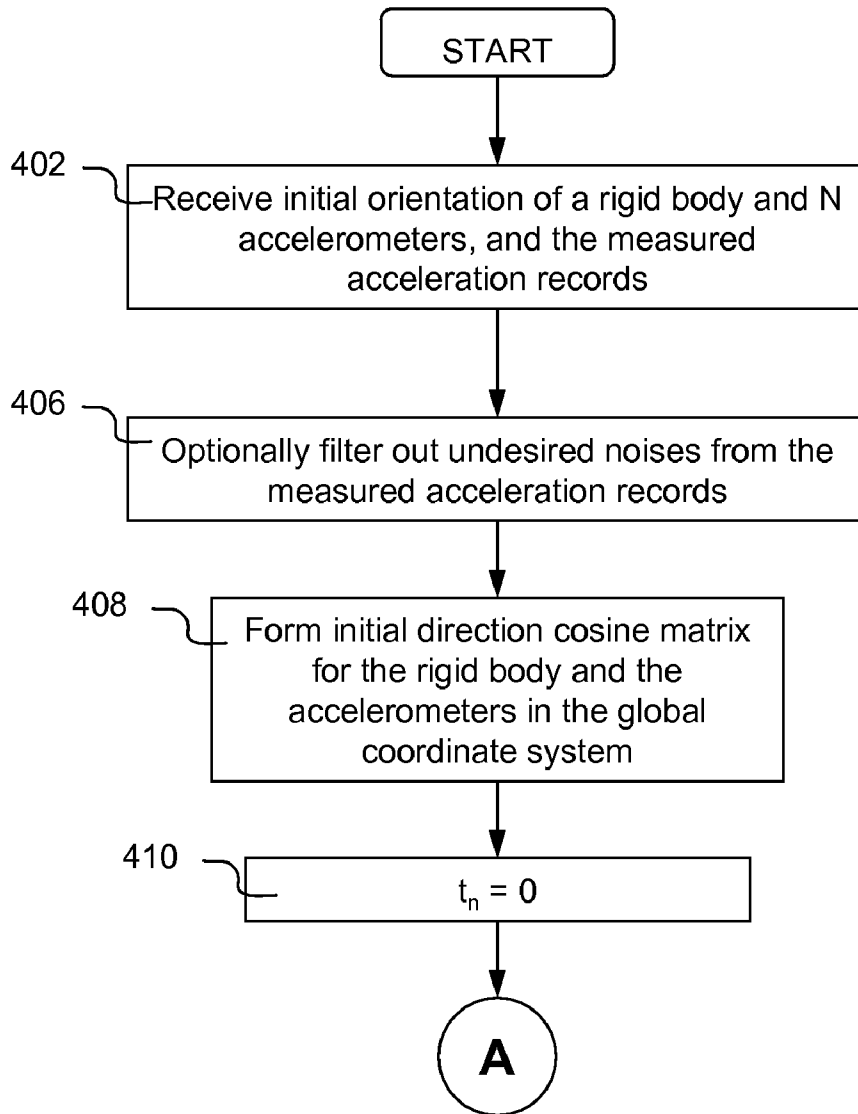 START
402
Receive initial orientation of a rigid body and N
accelerometers, and the measured
acceleration records
406
Optionally filter out undesired noises from the
measured acceleration records
408
Form initial direction cosine matrix
for the rigid body and the
accelerometers in the global
coordinate system
410
tₙ = 0
A